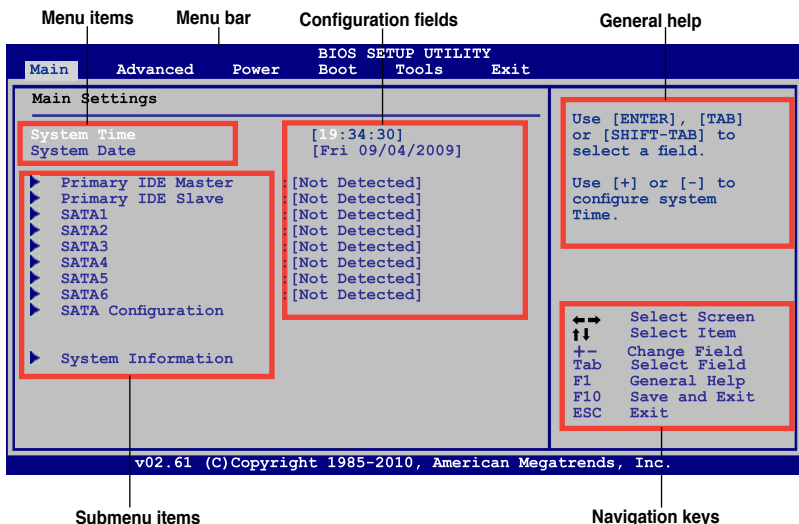 Menu items Menu bar Configuration fields General help
BIOS SETUP UTILITY
Main Advanced Power Boot Tools Exit
Main Settings
System Time [19:34:30]
System Date [Fri 09/04/2009]
Primary IDE Master :[Not Detected]
Primary IDE Slave :[Not Detected]
SATA1 :[Not Detected]
SATA2 :[Not Detected]
SATA3 :[Not Detected]
SATA4 :[Not Detected]
SATA5 :[Not Detected]
SATA6 :[Not Detected]
SATA Configuration
System Information
Use [ENTER], [TAB]
or [SHIFT-TAB] to
select a field.
Use [+] or [-] to
configure system
Time.
←→ Select Screen
↑↓ Select Item
+- Change Field
Tab Select Field
F1 General Help
F10 Save and Exit
ESC Exit
v02.61 (C)Copyright 1985-2010, American Megatrends, Inc.
Submenu items Navigation keys